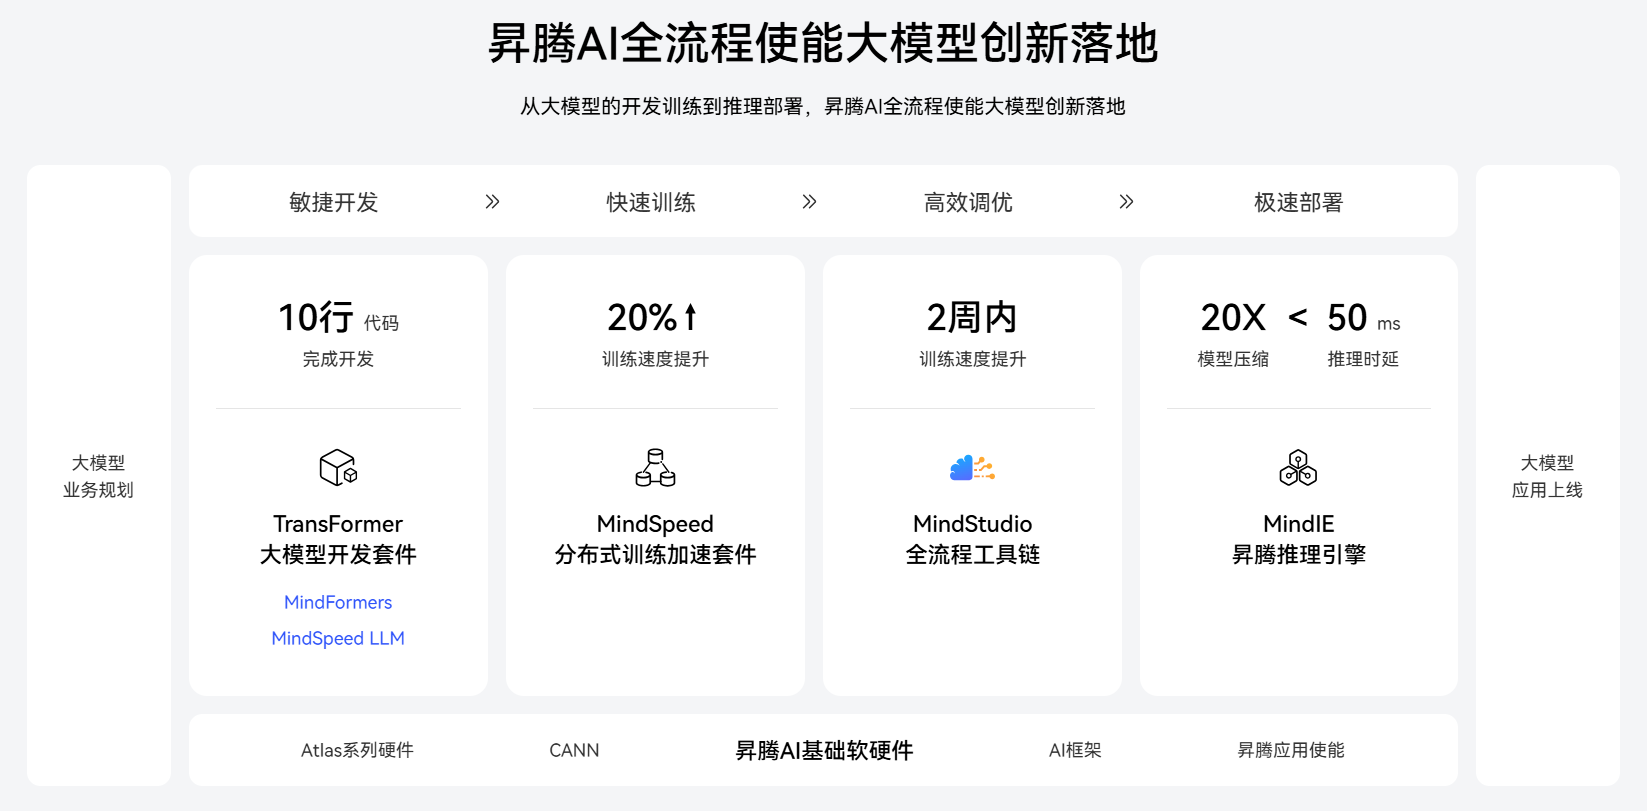 昇腾AI全流程使能大模型创新落地
从大模型的开发训练到推理部署，昇腾AI全流程使能大模型创新落地
大模型
业务规划
敏捷开发 » 快速训练 » 高效调优 » 极速部署
10行 代码
完成开发
TransFormer
大模型开发套件
MindFormers
MindSpeed LLM
20%⬆
训练速度提升
MindSpeed
分布式训练加速套件
2周内
训练速度提升
MindStudio
全流程工具链
20X < 50 ms
模型压缩 推理时延
MindIE
昇腾推理引擎
大模型
应用上线
Atlas系列硬件 CANN 昇腾AI基础软硬件 AI框架 昇腾应用使能